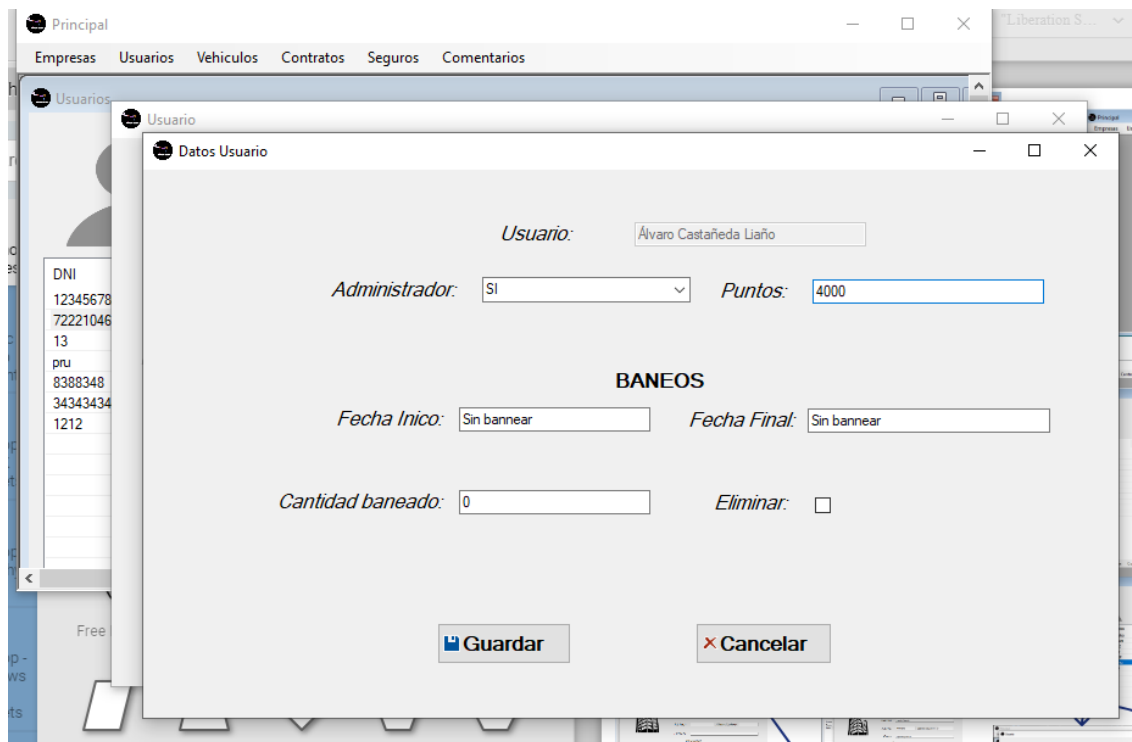 Principal
"Liberation S...
Empresas Usuarios Vehiculos Contratos Seguros Comentarios
Usuarios
Usuario
Datos Usuario
Usuario: Álvaro Castañeda Liaño
Administrador: SI Puntos: 4000
DNI
12345678
72221046
13
pru
8388348
34343434
1212
BANEOS
Fecha Inico: Sin bannear Fecha Final: Sin bannear
Cantidad baneado: 0 Eliminar:
Free
Guardar Cancelar